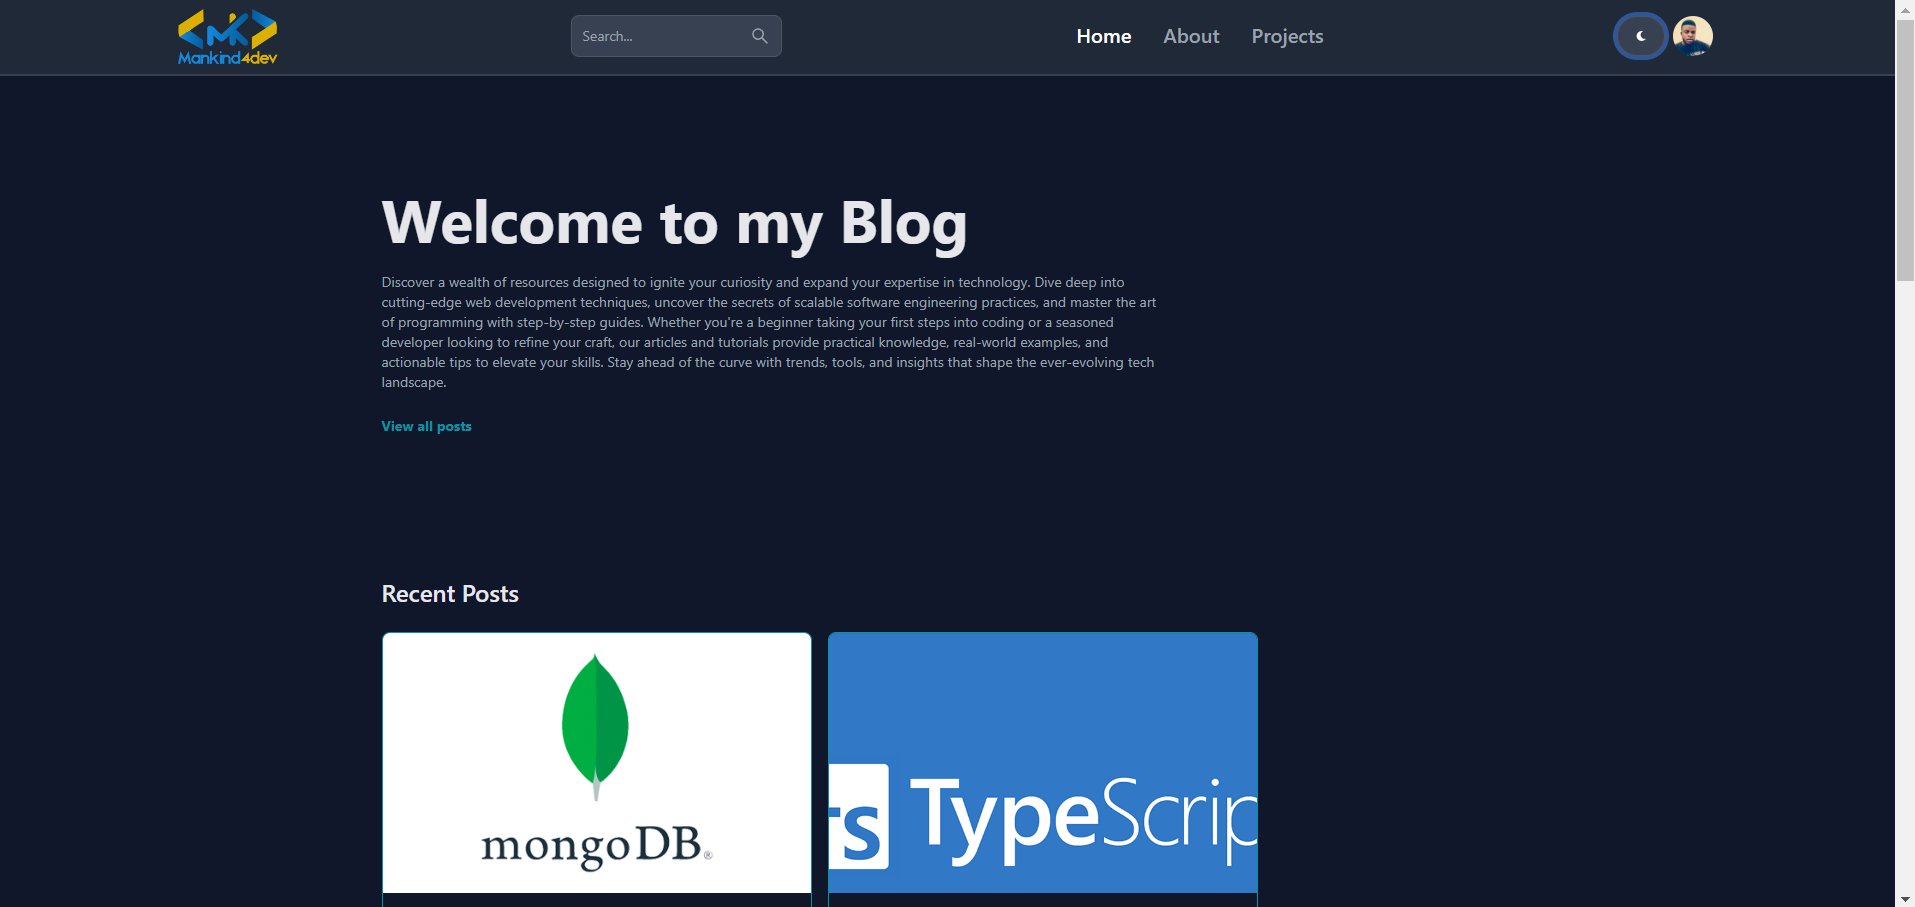 MK
Mankind4dev
Search...
Home
About
Projects
Welcome to my Blog
Discover a wealth of resources designed to ignite your curiosity and expand your expertise in technology. Dive deep into
cutting-edge web development techniques, uncover the secrets of scalable software engineering practices, and master the art
of programming with step-by-step guides. Whether you're a beginner taking your first steps into coding or a seasoned
developer looking to refine your craft, our articles and tutorials provide practical knowledge, real-world examples, and
actionable tips to elevate your skills. Stay ahead of the curve with trends, tools, and insights that shape the ever-evolving tech
landscape.
View all posts
Recent Posts
mongoDB®
TS TypeScrip